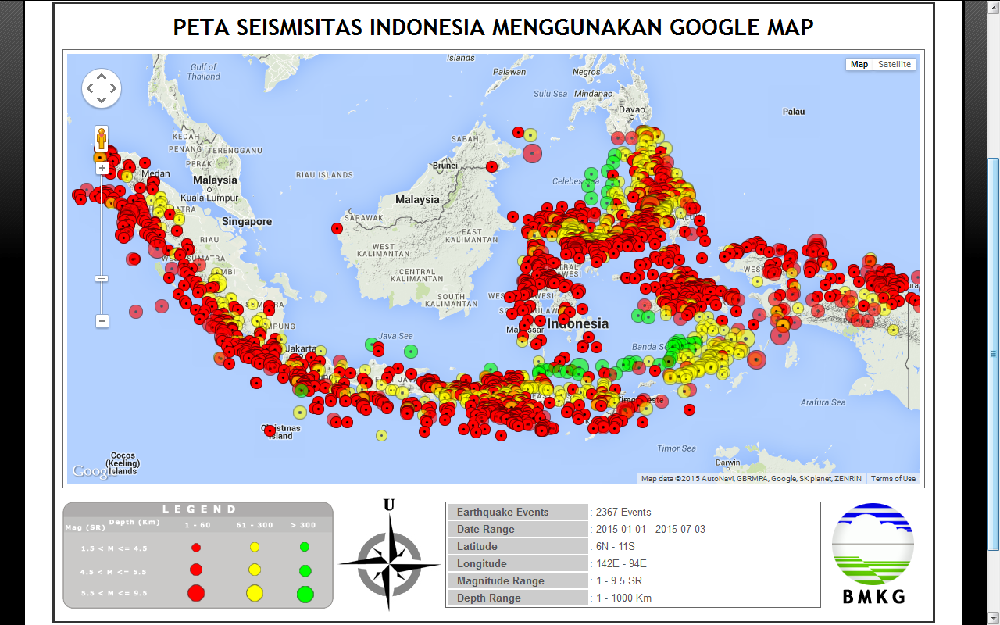 PETA SEISMISITAS INDONESIA MENGGUNAKAN GOOGLE MAP
Islands
Map Satellite
Gulf of
Thailand
Palawan
Negros
Sulu Sea
Mindanao
Davao
Palau
KEDAH
PENANG
TERENGGANU
PERAK
SABAH
Medan
Malaysia
Kuala Lumpur
RIAU ISLANDS
Brunei
Celebes Sea
Malaysia
SARAWAK
Singapore
RIAU
EAST
KALIMANTAN
WEST
KALIMANTAN
CENTRAL
KALIMANTAN
SOUTH
KALIMANTAN
Indonesia
Java Sea
Jakarta
Banda Se
Arafura Sea
Christmas
Island
Timor Sea
Cocos
(Keeling)
Islands
Darwin
Google
Map data ©2015 AutoNavi, GBRMPA, Google, SK planet, ZENRIN
Terms of Use
LEGEND
Mag (SR) Depth (Km) 1 - 60 61 - 300 > 300
1.5 < M <= 4.5
4.5 < M <= 5.5
5.5 < M <= 9.5
U
Earthquake Events : 2367 Events
Date Range : 2015-01-01 - 2015-07-03
Latitude : 6N - 11S
Longitude : 142E - 94E
Magnitude Range : 1 - 9.5 SR
Depth Range : 1 - 1000 Km
BMKG